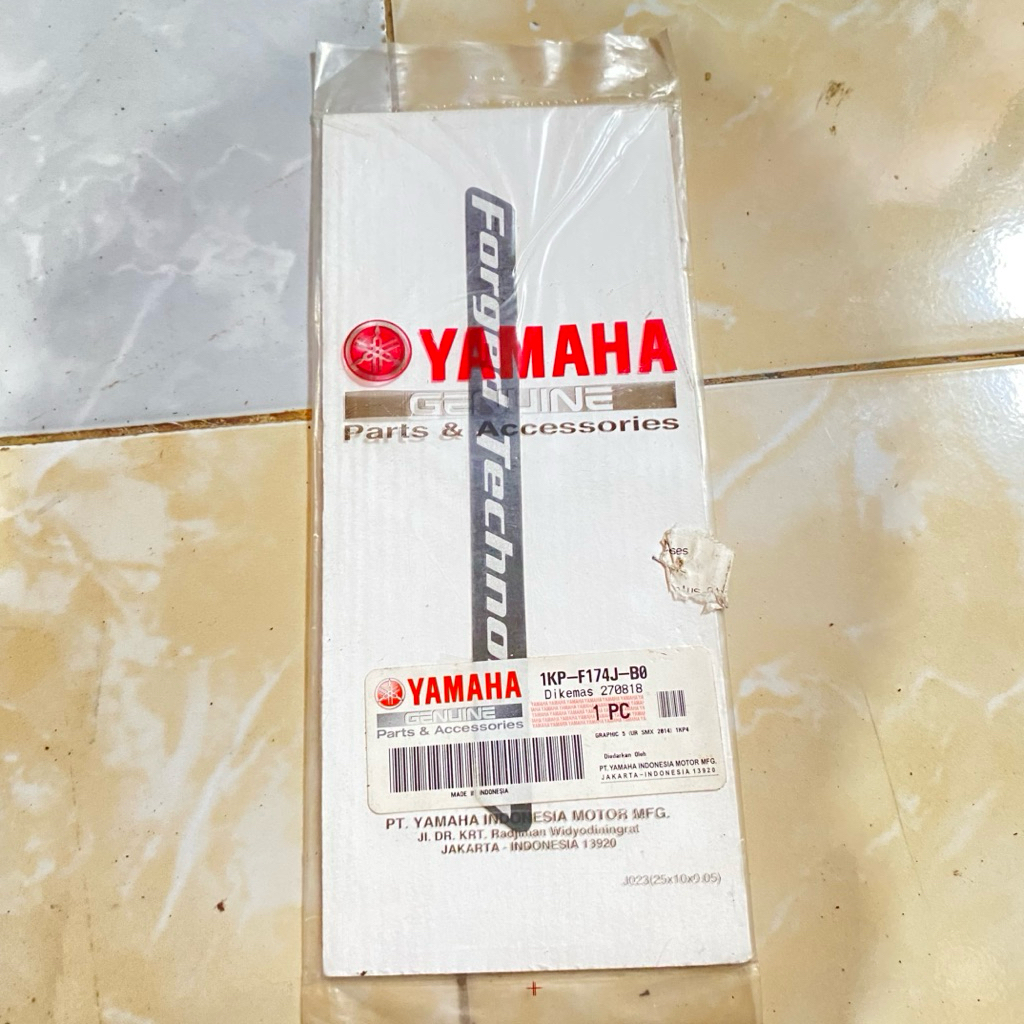 Forged Techno
YAMAHA
GENUINE
Parts & Accessories
ses
YAMAHA
GENUINE
Parts & Accessories
MADE IN INDONESIA
1KP-F174J-B0
Dikemas 270818
1 PC
GRAPHIC 5 (UR SMX 2014) 1KP4
Diedarkan Oleh
PT. YAMAHA INDONESIA MOTOR MFG.
JAKARTA-INDONESIA 13920
PT. YAMAHA INDONESIA MOTOR MFG.
Jl. DR. KRT. Radjiman Widyodiningrat
JAKARTA - INDONESIA 13920
J023(25x10x0.05)